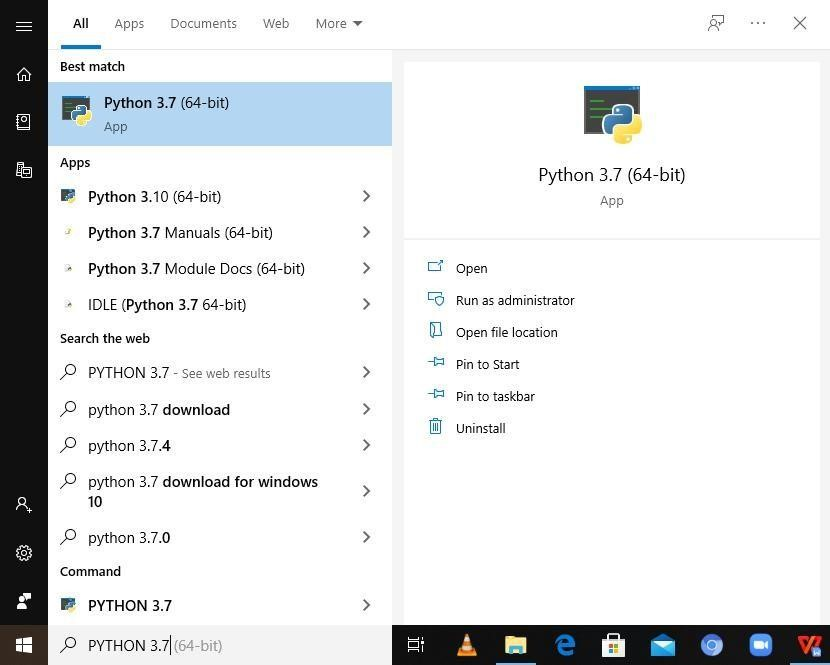 All Apps Documents Web More
Best match
Python 3.7 (64-bit)
App
Apps
Python 3.10 (64-bit)
Python 3.7 Manuals (64-bit)
Python 3.7 Module Docs (64-bit)
IDLE (Python 3.7 64-bit)
Search the web
PYTHON 3.7 - See web results
python 3.7 download
python 3.7.4
python 3.7 download for windows
10
python 3.7.0
Command
PYTHON 3.7
PYTHON 3.7 (64-bit)
Python 3.7 (64-bit)
App
Open
Run as administrator
Open file location
Pin to Start
Pin to taskbar
Uninstall